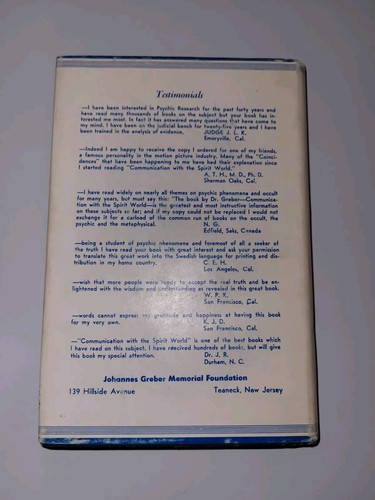 Testimonials
—I have been interested in Psychic Research for the past forty years and
have read many thousands of books on the subject but your book has in-
terested me most. In fact it has answered many questions that have come to
my mind. I have been on the judicial bench for twenty-five years and I have
been trained in the analysis of evidence. JUDGE J. L. K.
Emeryville, Cal.
—Indeed I am happy to receive the copy I ordered for one of my friends,
a famous personality in the motion picture industry. Many of the "Coinci-
dences" that have been happening to me have had their explanation since
I started reading "Communication with the Spirit World".
A. T. H., M. D., Ph. D.
Sherman Oaks, Cal.
—I have read widely on nearly all themes on psychic phenomena and occult
for many years, but must say this: "The book by Dr. Greber—Communica-
tion with the Spirit World—is the greatest and most instructive information
on these subjects so far; and if my copy could not be replaced I would not
exchange it for a carload of the common run of books on the occult, the
psychic and the metaphysical. N. G.
Edfield, Sask, Canada
—being a student of psychic phenomena and foremost of all a seeker of
the truth I have read your book with great interest and ask your permission
to translate this great work into the Swedish language for printing and dis-
tribution in my home country. C. E. H.
Los Angeles, Cal.
—wish that more people were ready to accept the real truth and be en-
lightened with the wisdom and understanding as revealed in this great book.
W. P. X.
San Francisco, Cal.
—words cannot express my gratitude and happiness at having this book
for my very own. K. J. D.
San Francisco, Cal.
—"Communication with the Spirit World" is one of the best books which
I have read on this subject. I have received hundreds of books, but will give
this book my special attention. Dr. J. R.
Durham, N. C.
Johannes Greber Memorial Foundation
139 Hillside Avenue Teaneck, New Jersey